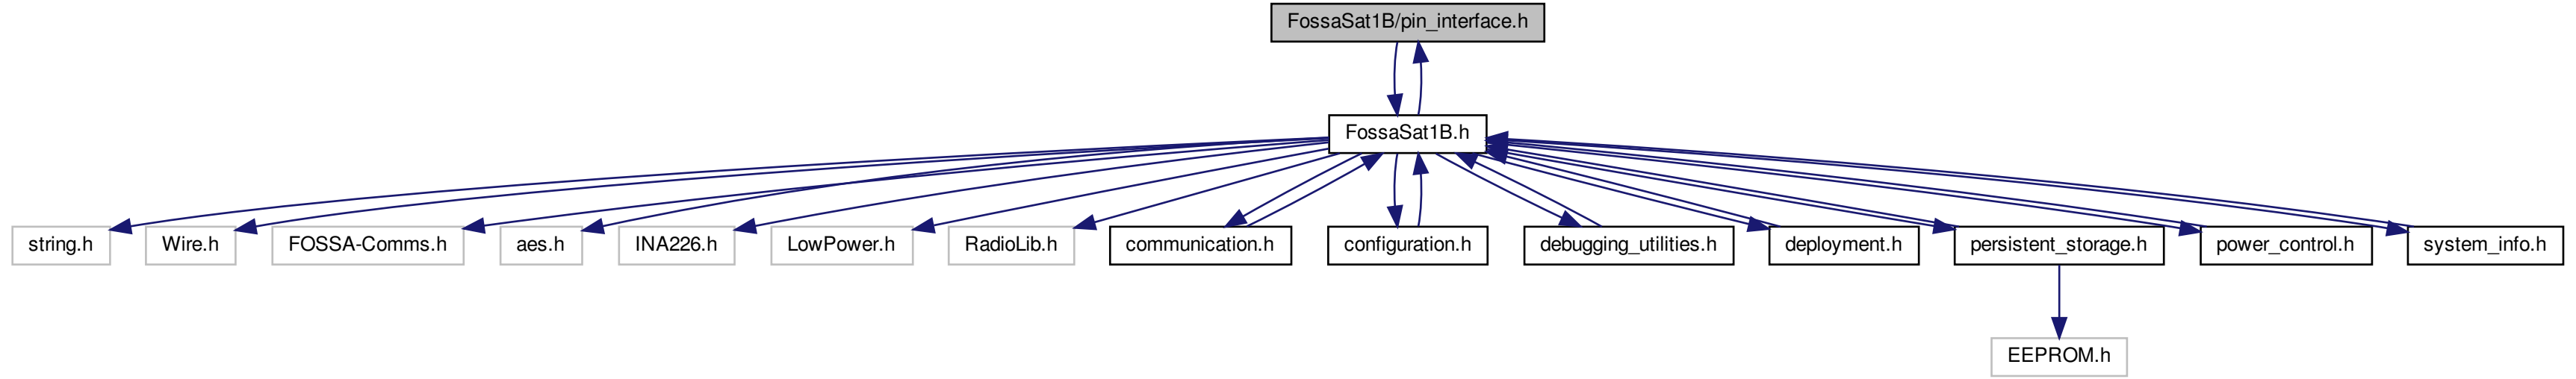 FossaSat1B/pin_interface.h
FossaSat1B.h
string.h
Wire.h
FOSSA-Comms.h
aes.h
INA226.h
LowPower.h
RadioLib.h
communication.h
configuration.h
debugging_utilities.h
deployment.h
persistent_storage.h
power_control.h
system_info.h
EEPROM.h